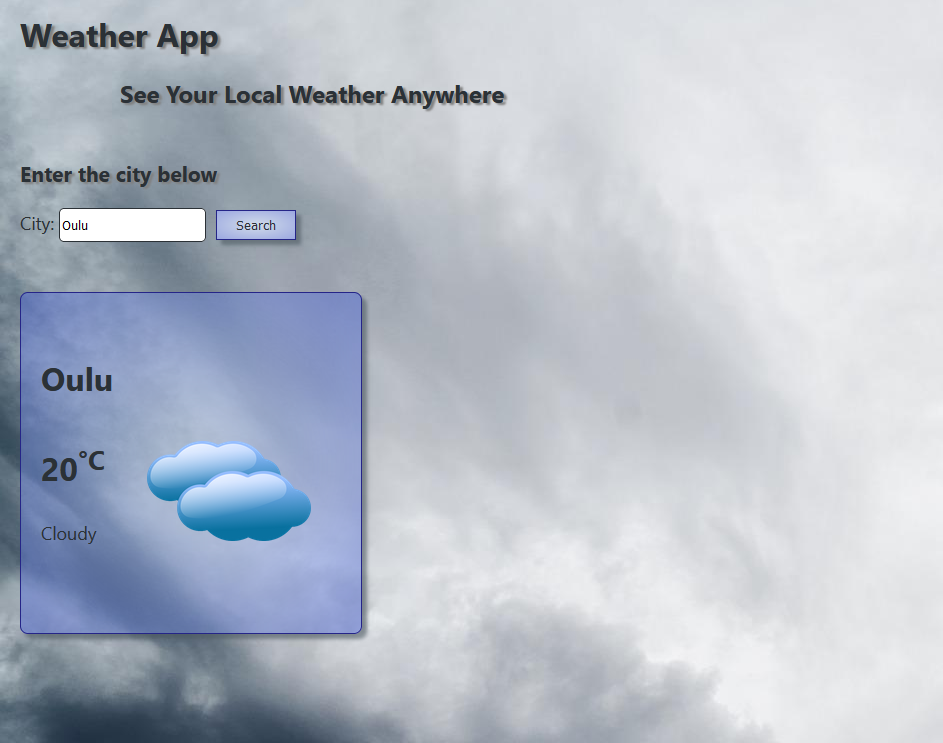 Weather App
See Your Local Weather Anywhere
Enter the city below
City: Oulu Search
Oulu
20°C
Cloudy